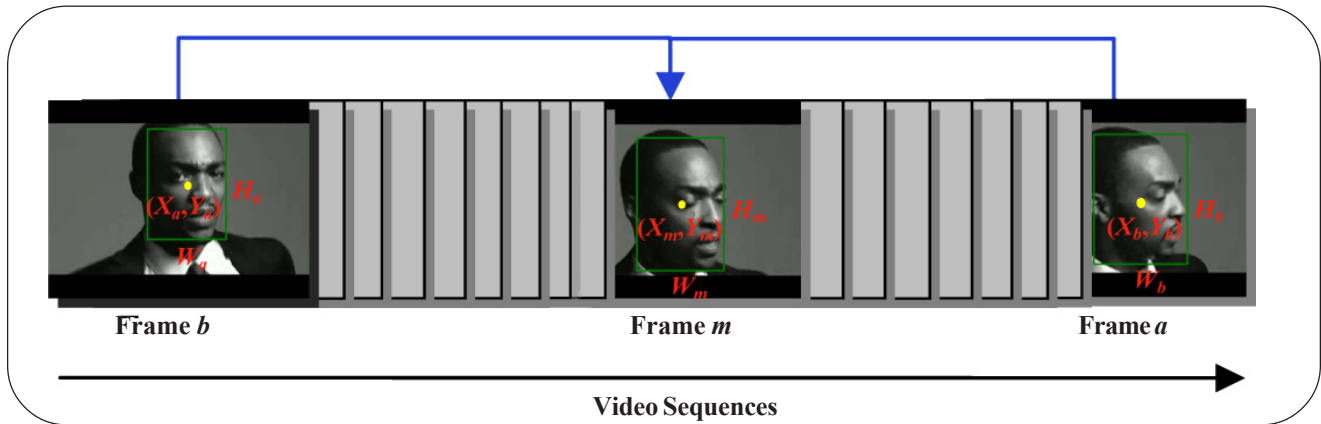 (Xa,Ya) Ha
Wa
(Xm,Ym) Hm
Wm
(Xb,Yb) Hb
Wb
Frame b
Frame m
Frame a
Video Sequences